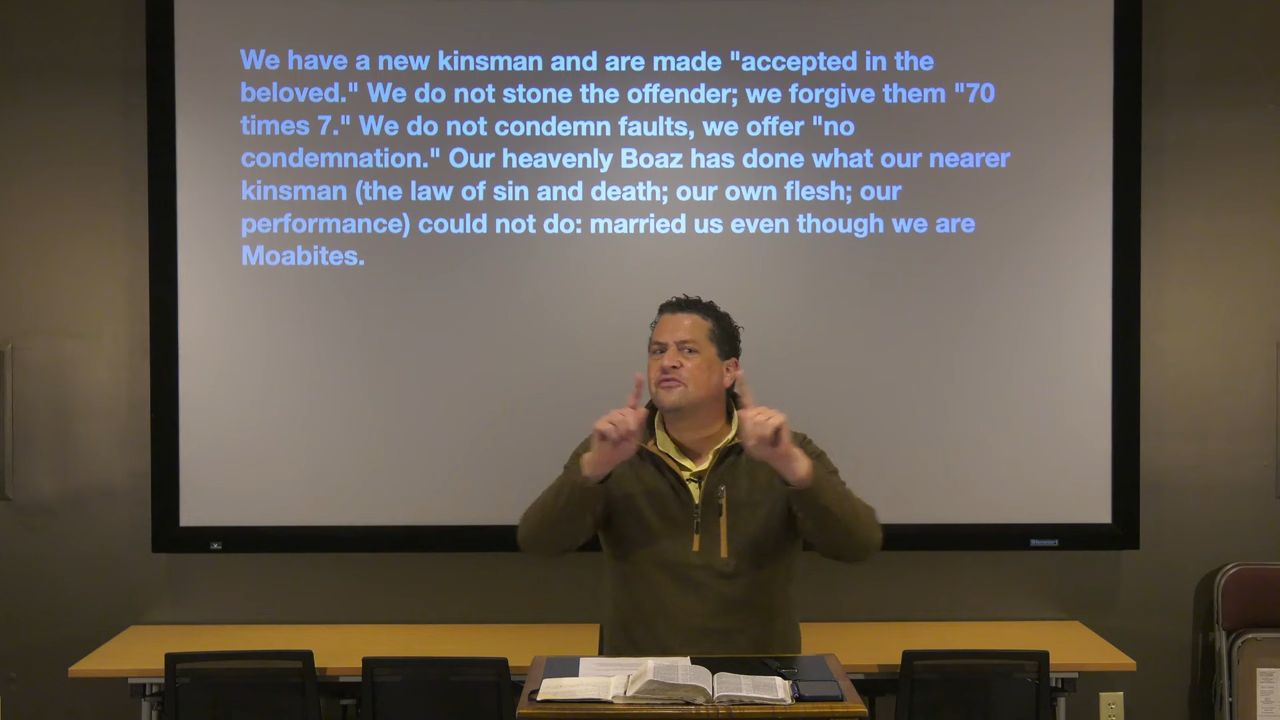 We have a new kinsman and are made "accepted in the
beloved." We do not stone the offender; we forgive them "70
times 7." We do not condemn faults, we offer "no
condemnation." Our heavenly Boaz has done what our nearer
kinsman (the law of sin and death; our own flesh; our
performance) could not do: married us even though we are
Moabites.
Stewart